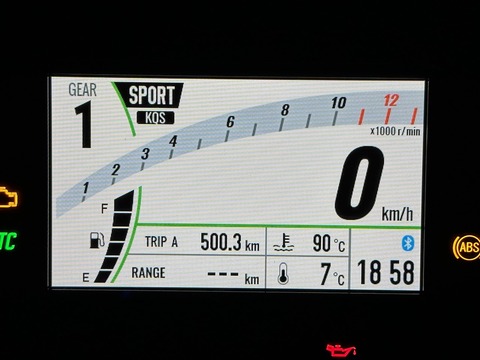 GEAR
SPORT
1
KQS
1 2 3 4 6 8 10 12
x1000 r/min
0 km/h
F
TRIP A 500.3 km
90 °C
RANGE --- km
7 °C
18 58
E
TC
ABS